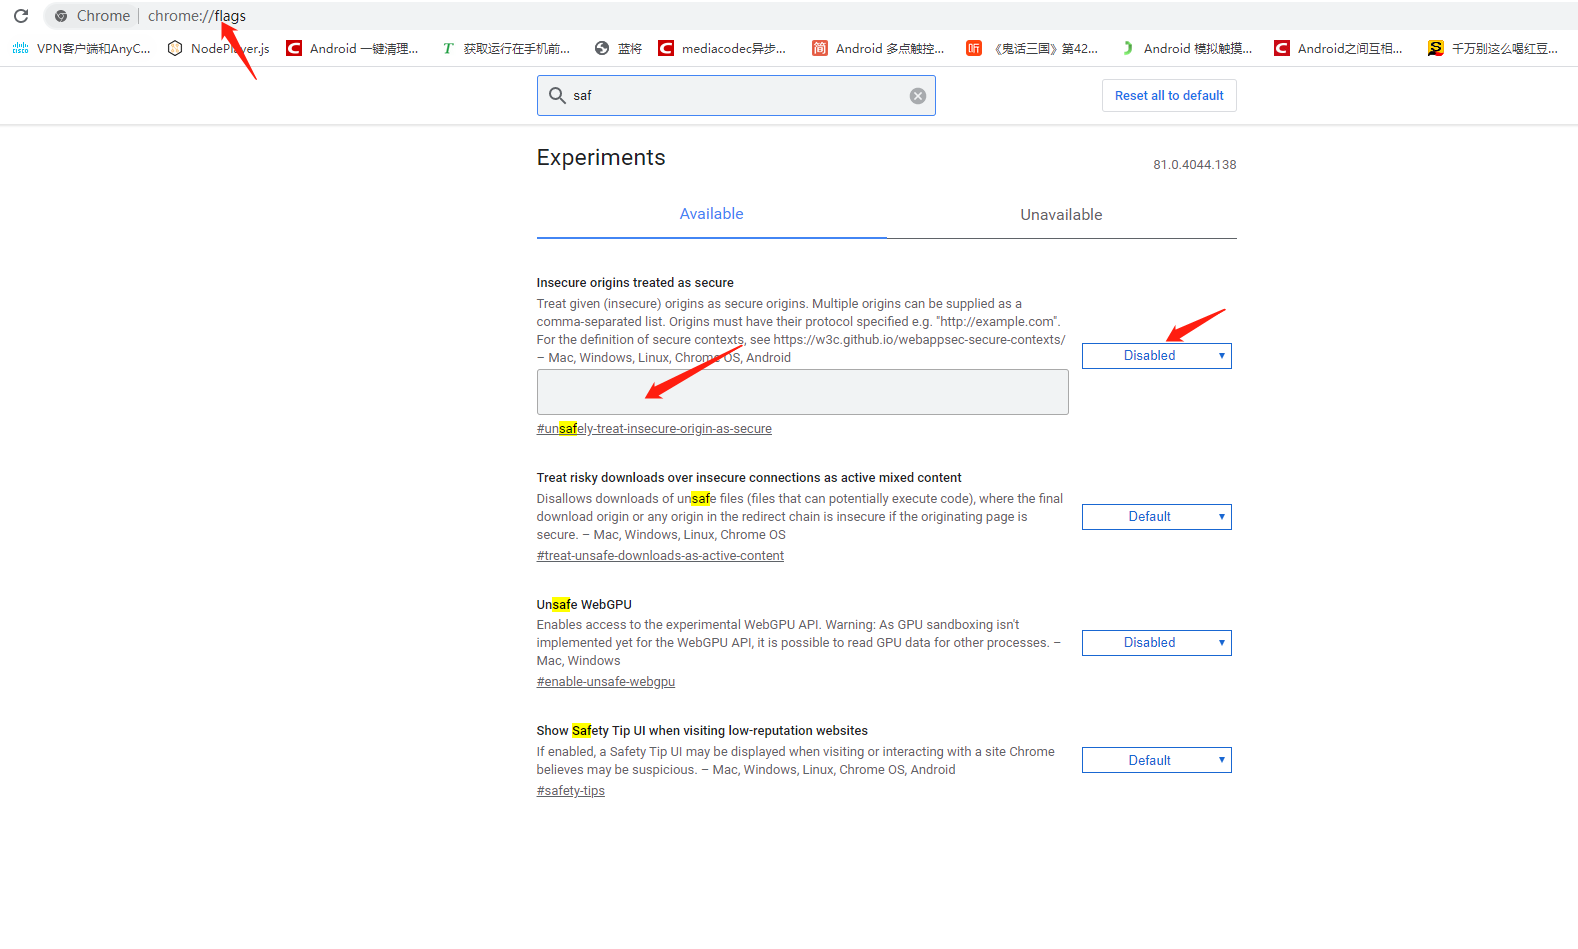 Chrome | chrome://flags
VPN客户端和AnyC... NodePlayer.js Android 一键清理... 获取运行在手机前... 蓝将 mediacodec异步... Android 多点触控... 《鬼话三国》第42... Android 模拟触摸... Android之间互相... 千万别这么喝红豆...
saf
Reset all to default
Experiments
81.0.4044.138
Available Unavailable
Insecure origins treated as secure
Treat given (insecure) origins as secure origins. Multiple origins can be supplied as a
comma-separated list. Origins must have their protocol specified e.g. "http://example.com".
For the definition of secure contexts, see https://w3c.github.io/webappsec-secure-contexts/
– Mac, Windows, Linux, Chrome OS, Android
Disabled
#unsafely-treat-insecure-origin-as-secure
Treat risky downloads over insecure connections as active mixed content
Disallows downloads of unsafe files (files that can potentially execute code), where the final
download origin or any origin in the redirect chain is insecure if the originating page is
secure. – Mac, Windows, Linux, Chrome OS
Default
#treat-unsafe-downloads-as-active-content
Unsafe WebGPU
Enables access to the experimental WebGPU API. Warning: As GPU sandboxing isn't
implemented yet for the WebGPU API, it is possible to read GPU data for other processes. –
Mac, Windows
Disabled
#enable-unsafe-webgpu
Show Safety Tip UI when visiting low-reputation websites
If enabled, a Safety Tip UI may be displayed when visiting or interacting with a site Chrome
believes may be suspicious. – Mac, Windows, Linux, Chrome OS, Android
Default
#safety-tips